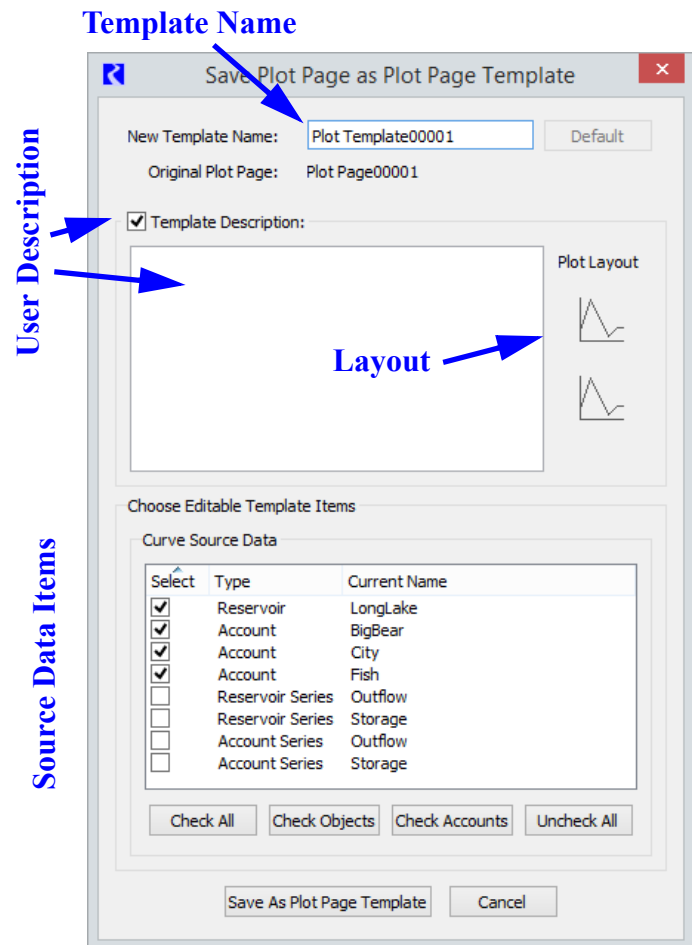 Template Name
Save Plot Page as Plot Page Template
New Template Name: Plot Template00001 Default
Original Plot Page: Plot Page00001
User Description
Template Description:
Plot Layout
Layout
Choose Editable Template Items
Curve Source Data
Source Data Items
Select Type Current Name
Reservoir LongLake
Account BigBear
Account City
Account Fish
Reservoir Series Outflow
Reservoir Series Storage
Account Series Outflow
Account Series Storage
Check All Check Objects Check Accounts Uncheck All
Save As Plot Page Template Cancel